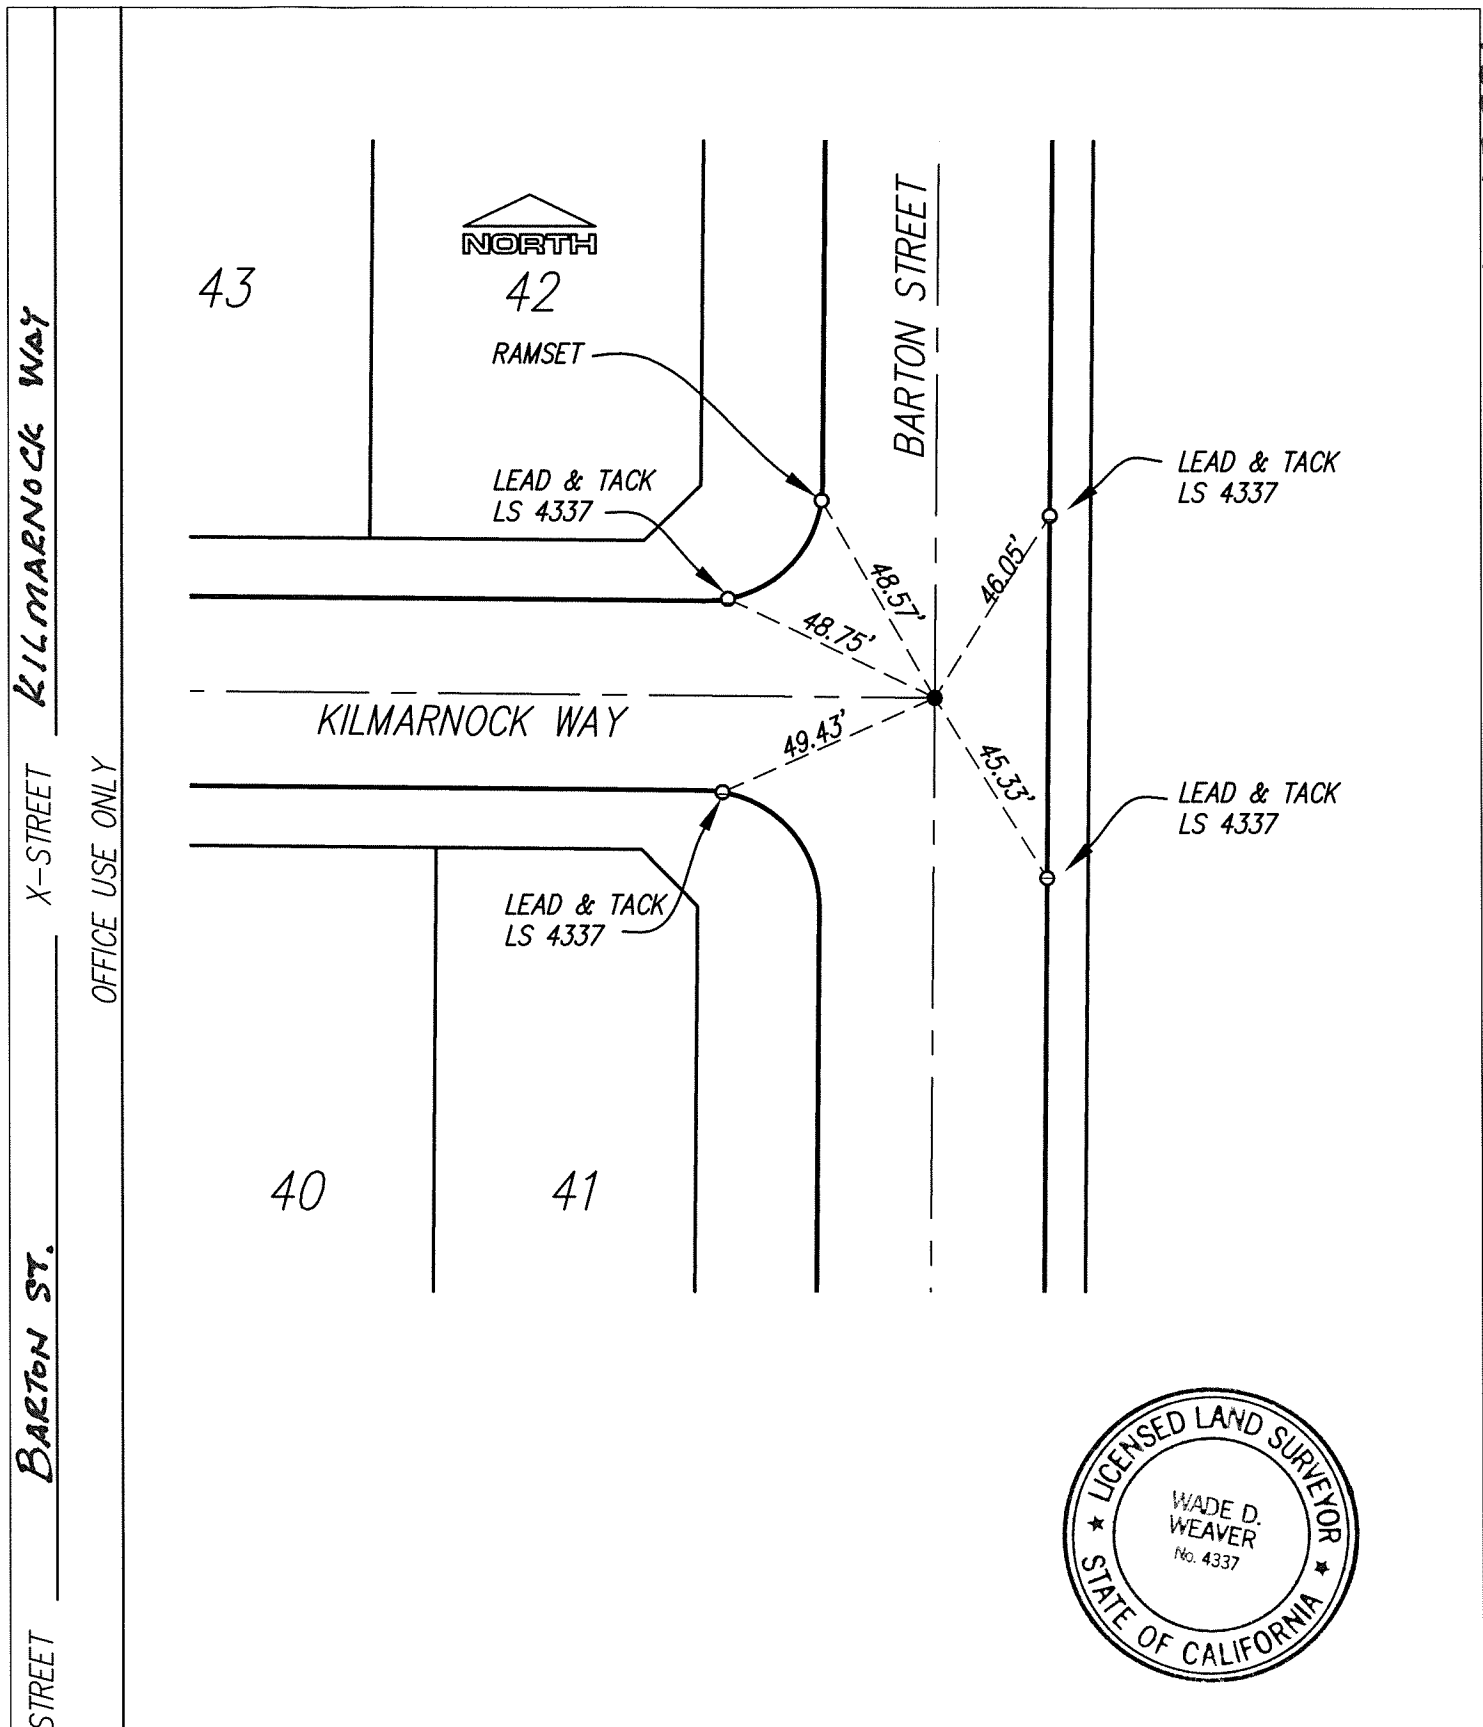 NORTH
43
42
RAMSET
BARTON STREET
LEAD & TACK
LS 4337
LEAD & TACK
LS 4337
48.57'
46.05'
48.75'
KILMARNOCK WAY
49.43'
45.33'
LEAD & TACK
LS 4337
LEAD & TACK
LS 4337
40
41
STREET BARTON ST. X-STREET KILMARNOCK WAY
OFFICE USE ONLY
LICENSED LAND SURVEYOR
WADE D.
WEAVER
No. 4337
STATE OF CALIFORNIA